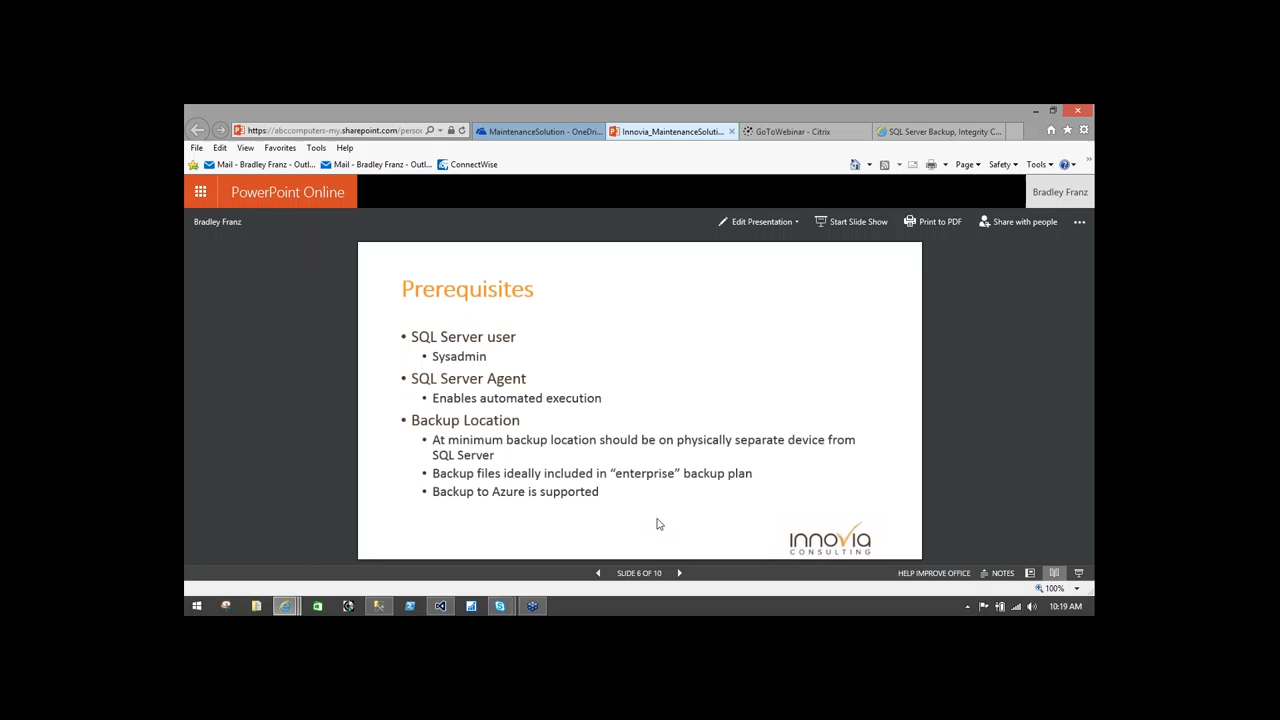 https://abccomputers-my.sharepoint.com/perso
MaintenanceSolution - OneDri...
Innovia_MaintenanceSoluti...
GoToWebinar - Citrix
SQL Server Backup, Integrity C...
File Edit View Favorites Tools Help
Mail - Bradley Franz - Outl...
Mail - Bradley Franz - Outl...
ConnectWise
Page
Safety
Tools
PowerPoint Online
Bradley Franz
Bradley Franz
Edit Presentation
Start Slide Show
Print to PDF
Share with people
Prerequisites
• SQL Server user
• Sysadmin
• SQL Server Agent
• Enables automated execution
• Backup Location
• At minimum backup location should be on physically separate device from
SQL Server
• Backup files ideally included in “enterprise” backup plan
• Backup to Azure is supported
innovia
CONSULTING
SLIDE 6 OF 10
HELP IMPROVE OFFICE
NOTES
100%
10:19 AM